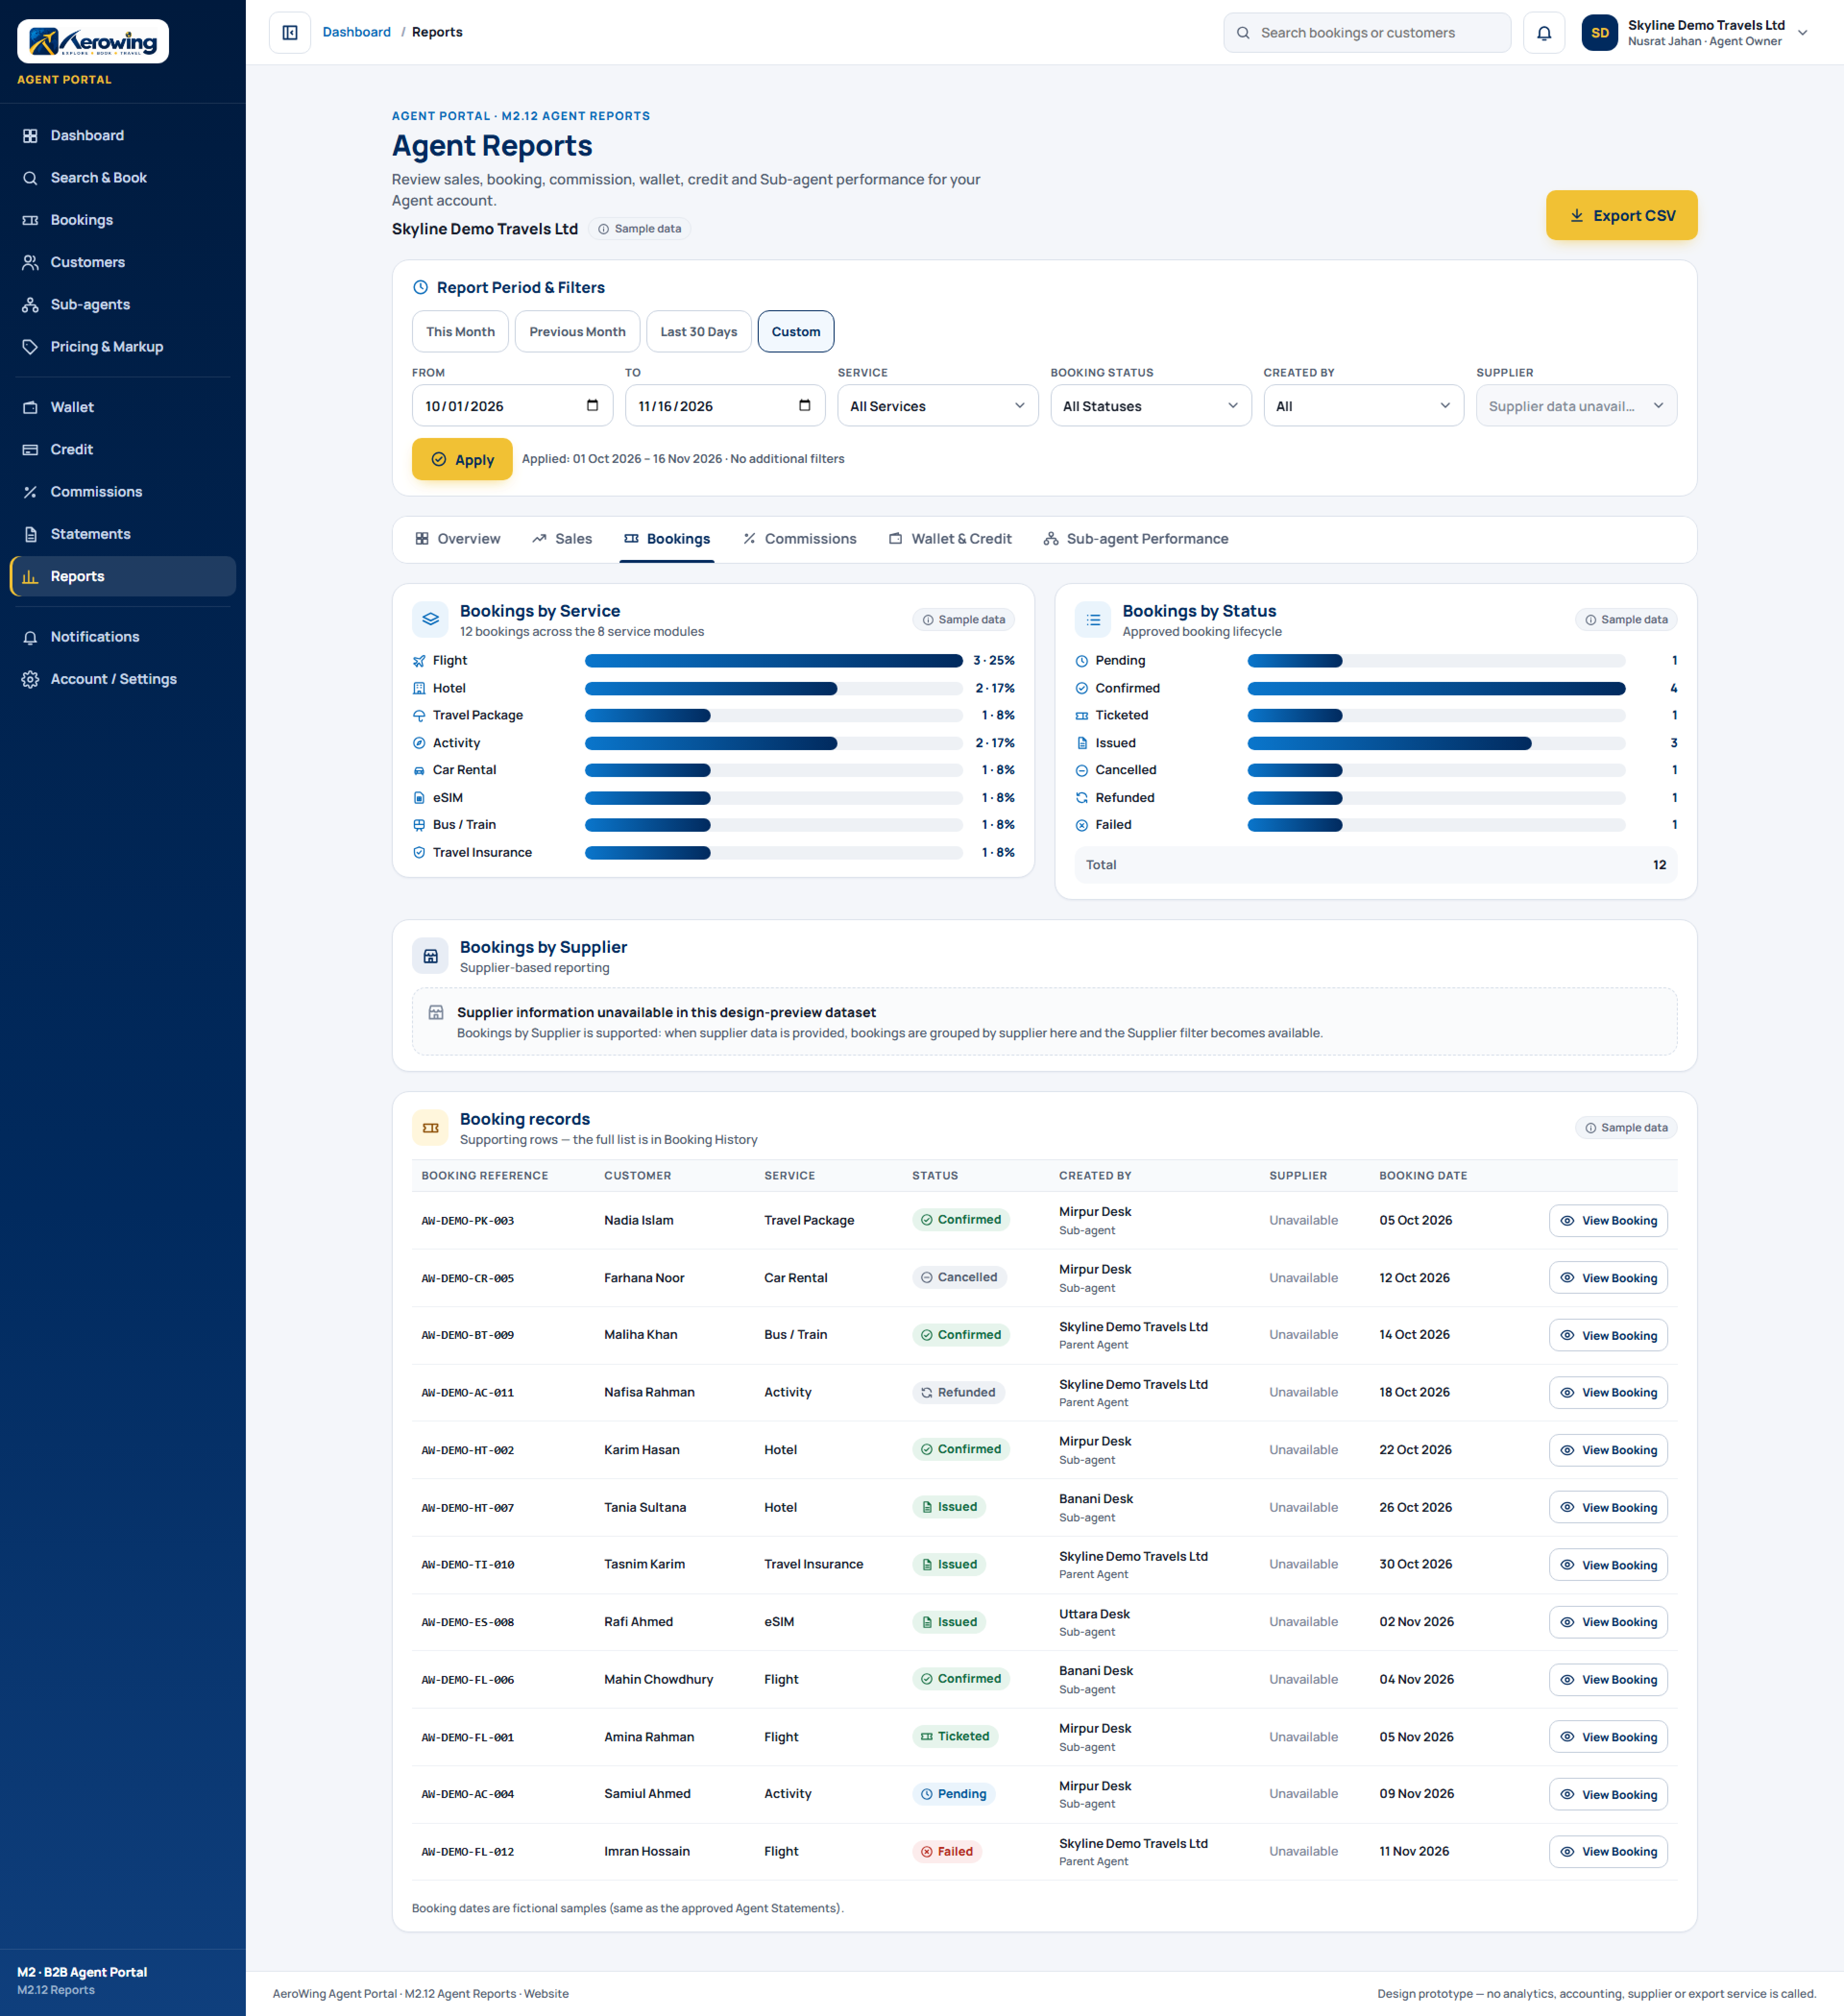 Aerowing
EXPLORE • BOOK • TRAVEL
AGENT PORTAL
Dashboard
Search & Book
Bookings
Customers
Sub-agents
Pricing & Markup
Wallet
Credit
Commissions
Statements
Reports
Notifications
Account / Settings
M2 · B2B Agent Portal
M2.12 Reports
Dashboard / Reports
Search bookings or customers
SD
Skyline Demo Travels Ltd
Nusrat Jahan · Agent Owner
AGENT PORTAL · M2.12 AGENT REPORTS
Agent Reports
Review sales, booking, commission, wallet, credit and Sub-agent performance for your
Agent account.
Skyline Demo Travels Ltd Sample data
Export CSV
Report Period & Filters
This Month Previous Month Last 30 Days Custom
FROM TO SERVICE BOOKING STATUS CREATED BY SUPPLIER
10/01/2026 11/16/2026 All Services All Statuses All Supplier data unavail...
Apply Applied: 01 Oct 2026 – 16 Nov 2026 · No additional filters
Overview Sales Bookings Commissions Wallet & Credit Sub-agent Performance
Bookings by Service
12 bookings across the 8 service modules
Sample data
Flight 3 · 25%
Hotel 2 · 17%
Travel Package 1 · 8%
Activity 2 · 17%
Car Rental 1 · 8%
eSIM 1 · 8%
Bus / Train 1 · 8%
Travel Insurance 1 · 8%
Bookings by Status
Approved booking lifecycle
Sample data
Pending 1
Confirmed 4
Ticketed 1
Issued 3
Cancelled 1
Refunded 1
Failed 1
Total 12
Bookings by Supplier
Supplier-based reporting
Supplier information unavailable in this design-preview dataset
Bookings by Supplier is supported: when supplier data is provided, bookings are grouped by supplier here and the Supplier filter becomes available.
Booking records
Supporting rows — the full list is in Booking History
Sample data
BOOKING REFERENCE CUSTOMER SERVICE STATUS CREATED BY SUPPLIER BOOKING DATE
AW-DEMO-PK-003 Nadia Islam Travel Package Confirmed Mirpur Desk Unavailable 05 Oct 2026 View Booking
Sub-agent
AW-DEMO-CR-005 Farhana Noor Car Rental Cancelled Mirpur Desk Unavailable 12 Oct 2026 View Booking
Sub-agent
AW-DEMO-BT-009 Maliha Khan Bus / Train Confirmed Skyline Demo Travels Ltd Unavailable 14 Oct 2026 View Booking
Parent Agent
AW-DEMO-AC-011 Nafisa Rahman Activity Refunded Skyline Demo Travels Ltd Unavailable 18 Oct 2026 View Booking
Parent Agent
AW-DEMO-HT-002 Karim Hasan Hotel Confirmed Mirpur Desk Unavailable 22 Oct 2026 View Booking
Sub-agent
AW-DEMO-HT-007 Tania Sultana Hotel Issued Banani Desk Unavailable 26 Oct 2026 View Booking
Sub-agent
AW-DEMO-TI-010 Tasnim Karim Travel Insurance Issued Skyline Demo Travels Ltd Unavailable 30 Oct 2026 View Booking
Parent Agent
AW-DEMO-ES-008 Rafi Ahmed eSIM Issued Uttara Desk Unavailable 02 Nov 2026 View Booking
Sub-agent
AW-DEMO-FL-006 Mahin Chowdhury Flight Confirmed Banani Desk Unavailable 04 Nov 2026 View Booking
Sub-agent
AW-DEMO-FL-001 Amina Rahman Flight Ticketed Mirpur Desk Unavailable 05 Nov 2026 View Booking
Sub-agent
AW-DEMO-AC-004 Samiul Ahmed Activity Pending Mirpur Desk Unavailable 09 Nov 2026 View Booking
Sub-agent
AW-DEMO-FL-012 Imran Hossain Flight Failed Skyline Demo Travels Ltd Unavailable 11 Nov 2026 View Booking
Parent Agent
Booking dates are fictional samples (same as the approved Agent Statements).
AeroWing Agent Portal · M2.12 Agent Reports · Website
Design prototype — no analytics, accounting, supplier or export service is called.